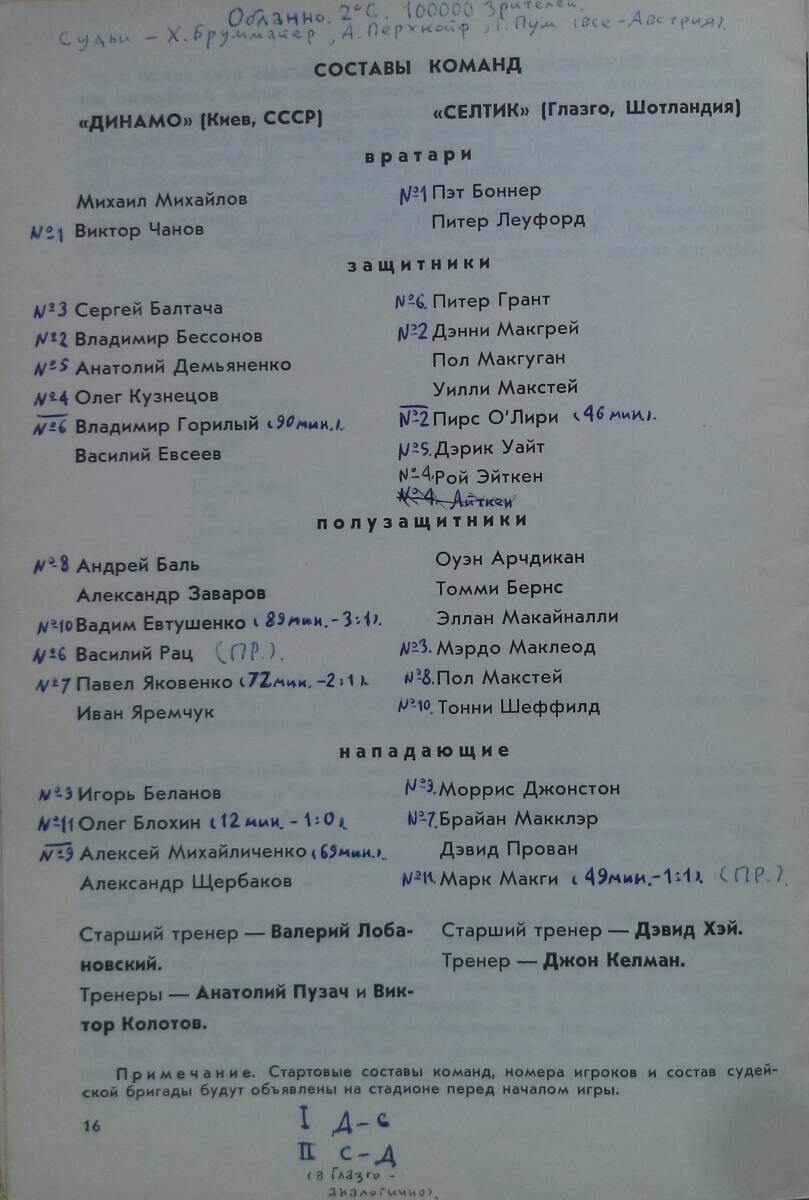 Облачно. 2°С. 100000 зрителей.
Судьи – Х. Бруммайер, А. Перхкопф, Г. Пум (все – Австрия).
СОСТАВЫ КОМАНД
«ДИНАМО» (Киев, СССР) «СЕЛТИК» (Глазго, Шотландия)
вратари
Михаил Михайлов №1 Пэт Боннер
№1 Виктор Чанов Питер Леуфорд
защитники
№3 Сергей Балтача №6. Питер Грант
№2 Владимир Бессонов №2 Дэнни Макгрей
№5 Анатолий Демьяненко Пол Макгуган
№4 Олег Кузнецов Уилли Макстей
№6 Владимир Горилый (90 мин.). №2 Пирс О'Лири (46 мин).
Василий Евсеев №5. Дэрик Уайт
№4. Рой Эйткен
№4. Айткен
полузащитники
№8 Андрей Баль Оуэн Арчдикан
Александр Заваров Томми Бернс
№10 Вадим Евтушенко (89 мин. – 3:1). Эллан Макайналли
№6 Василий Рац (ПР.). №3. Мэрдо Маклеод
№7 Павел Яковенко (72 мин. – 2:1). №8. Пол Макстей
Иван Яремчук №10. Тонни Шеффилд
нападающие
№9 Игорь Беланов №9. Моррис Джонстон
№11 Олег Блохин (12 мин. – 1:0). №7. Брайан Макклэр
№9 Алексей Михайличенко (69 мин.). Дэвид Прован
Александр Щербаков №11. Марк Макги (49 мин. – 1:1). (ПР.).
Старший тренер — Валерий Лоба- Старший тренер — Дэвид Хэй.
новский. Тренер — Джон Келман.
Тренеры — Анатолий Пузач и Вик-
тор Колотов.
Примечание. Стартовые составы команд, номера игроков и состав судей-
ской бригады будут объявлены на стадионе перед началом игры.
16
I Д – С
II С – Д
(в Глазго –
аналогично).